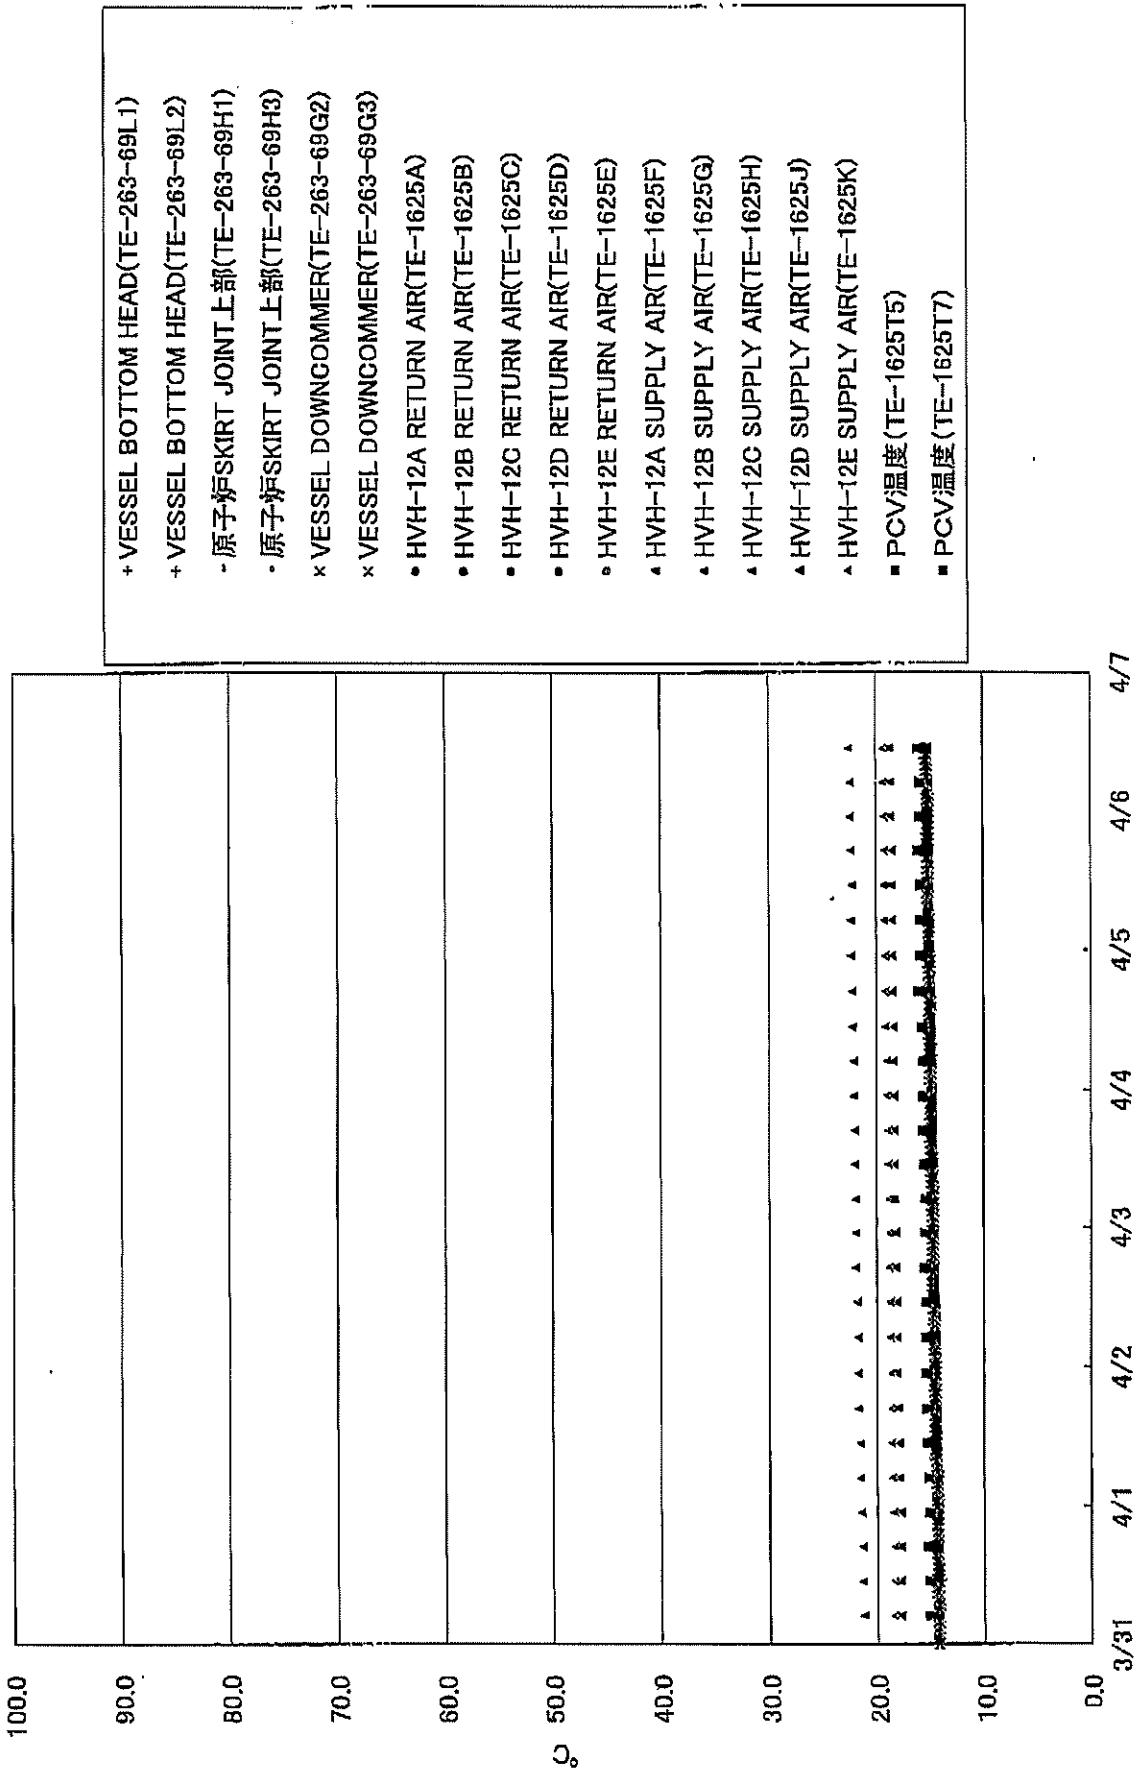 100.0
90.0
80.0
70.0
60.0
50.0
40.0
30.0
20.0
10.0
0.0
℃
3/31
4/1
4/2
4/3
4/4
4/5
4/6
4/7
+ VESSEL BOTTOM HEAD(TE-263-69L1)
+ VESSEL BOTTOM HEAD(TE-263-69L2)
- 原子炉SKIRT JOINT上部(TE-263-69H1)
- 原子炉SKIRT JOINT上部(TE-263-69H3)
× VESSEL DOWNCOMMER(TE-263-69G2)
× VESSEL DOWNCOMMER(TE-263-69G3)
● HVH-12A RETURN AIR(TE-1625A)
● HVH-12B RETURN AIR(TE-1625B)
● HVH-12C RETURN AIR(TE-1625C)
● HVH-12D RETURN AIR(TE-1625D)
● HVH-12E RETURN AIR(TE-1625E)
▲ HVH-12A SUPPLY AIR(TE-1625F)
▲ HVH-12B SUPPLY AIR(TE-1625G)
▲ HVH-12C SUPPLY AIR(TE-1625H)
▲ HVH-12D SUPPLY AIR(TE-1625J)
▲ HVH-12E SUPPLY AIR(TE-1625K)
■ PCV温度(TE-1625T5)
■ PCV温度(TE-1625T7)